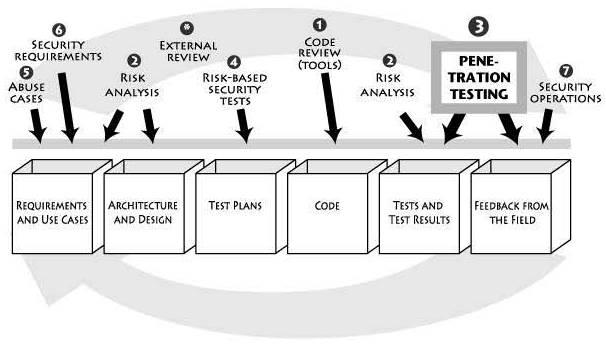 6
SECURITY
REQUIREMENTS
5
ABUSE
CASES
2
RISK
ANALYSIS
*
EXTERNAL
REVIEW
4
RISK-BASED
SECURITY
TESTS
1
CODE
REVIEW
(TOOLS)
2
RISK
ANALYSIS
3
PENE-
TRATION
TESTING
7
SECURITY
OPERATIONS
REQUIREMENTS
AND USE CASES
ARCHITECTURE
AND DESIGN
TEST PLANS
CODE
TESTS AND
TEST RESULTS
FEEDBACK FROM
THE FIELD